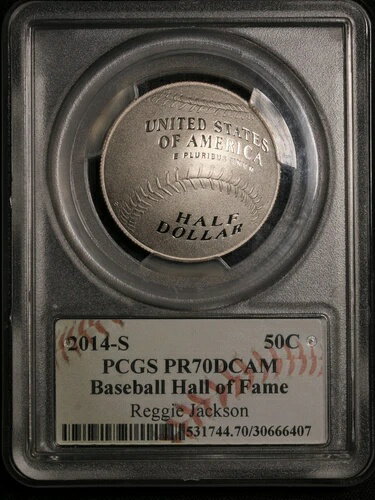 UNITED STATES
OF AMERICA
E PLURIBUS UNUM
HALF
DOLLAR
2014-S 50C
PCGS PR70DCAM
Baseball Hall of Fame
Reggie Jackson
531744.70/30666407